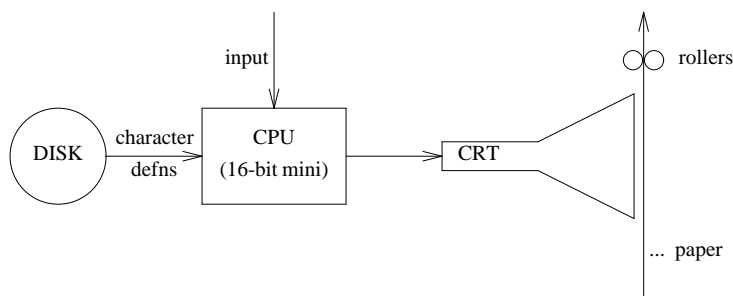 input
rollers
DISK
character
defns
CPU
(16-bit mini)
CRT
... paper